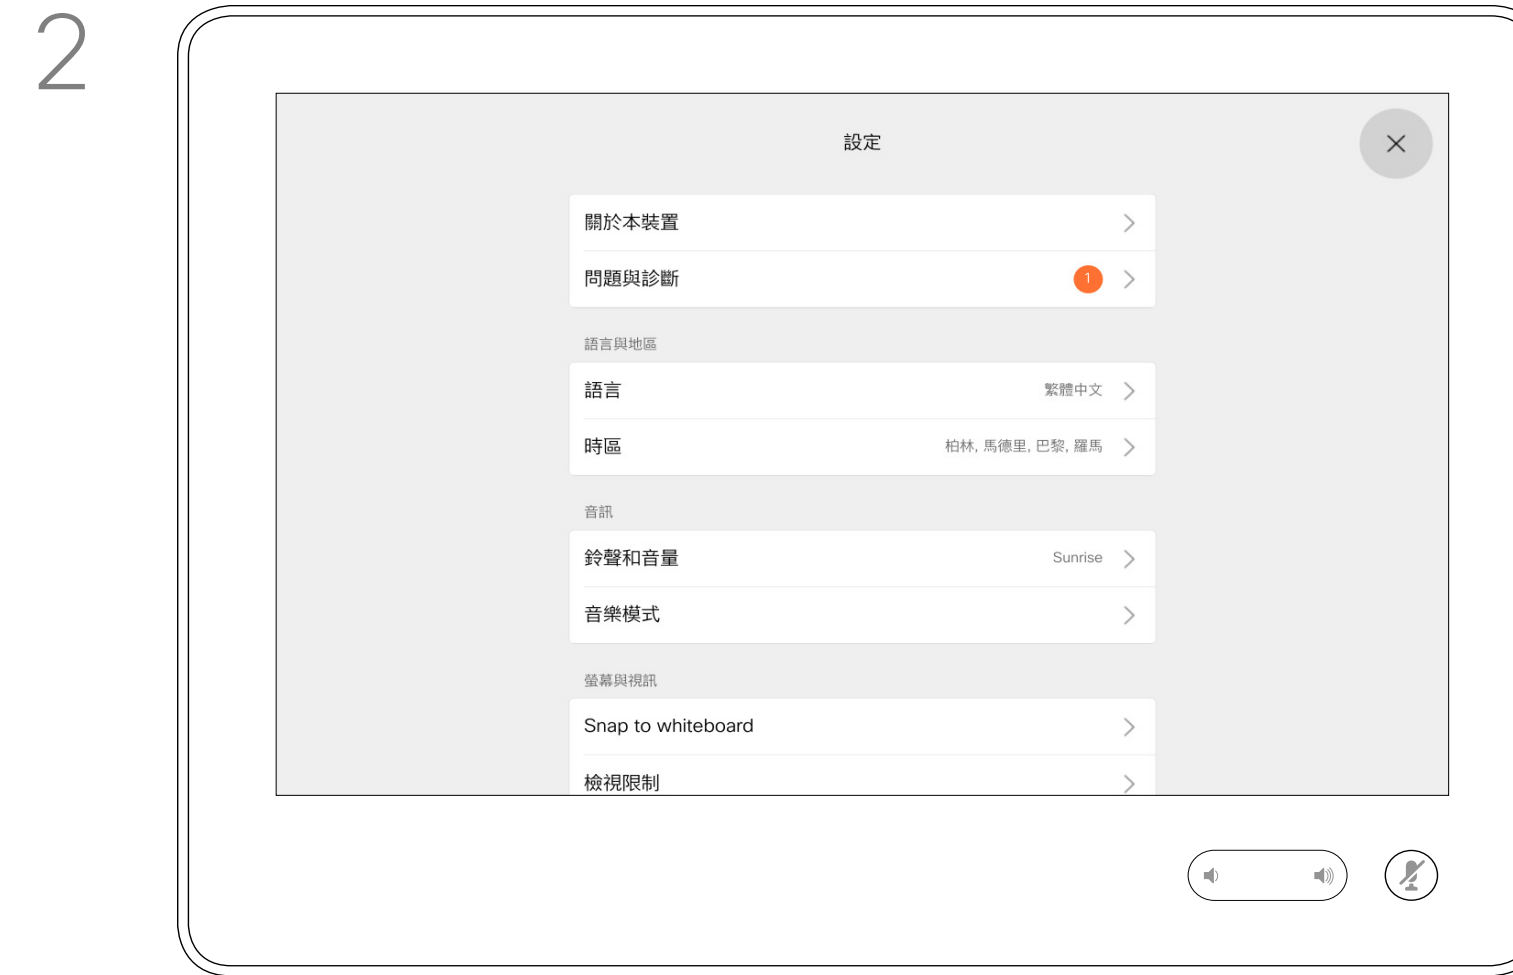 2
設定
關於本裝置
問題與診斷 1
語言與地區
語言 繁體中文
時區 柏林, 馬德里, 巴黎, 羅馬
音訊
鈴聲和音量 Sunrise
音樂模式
螢幕與視訊
Snap to whiteboard
檢視限制